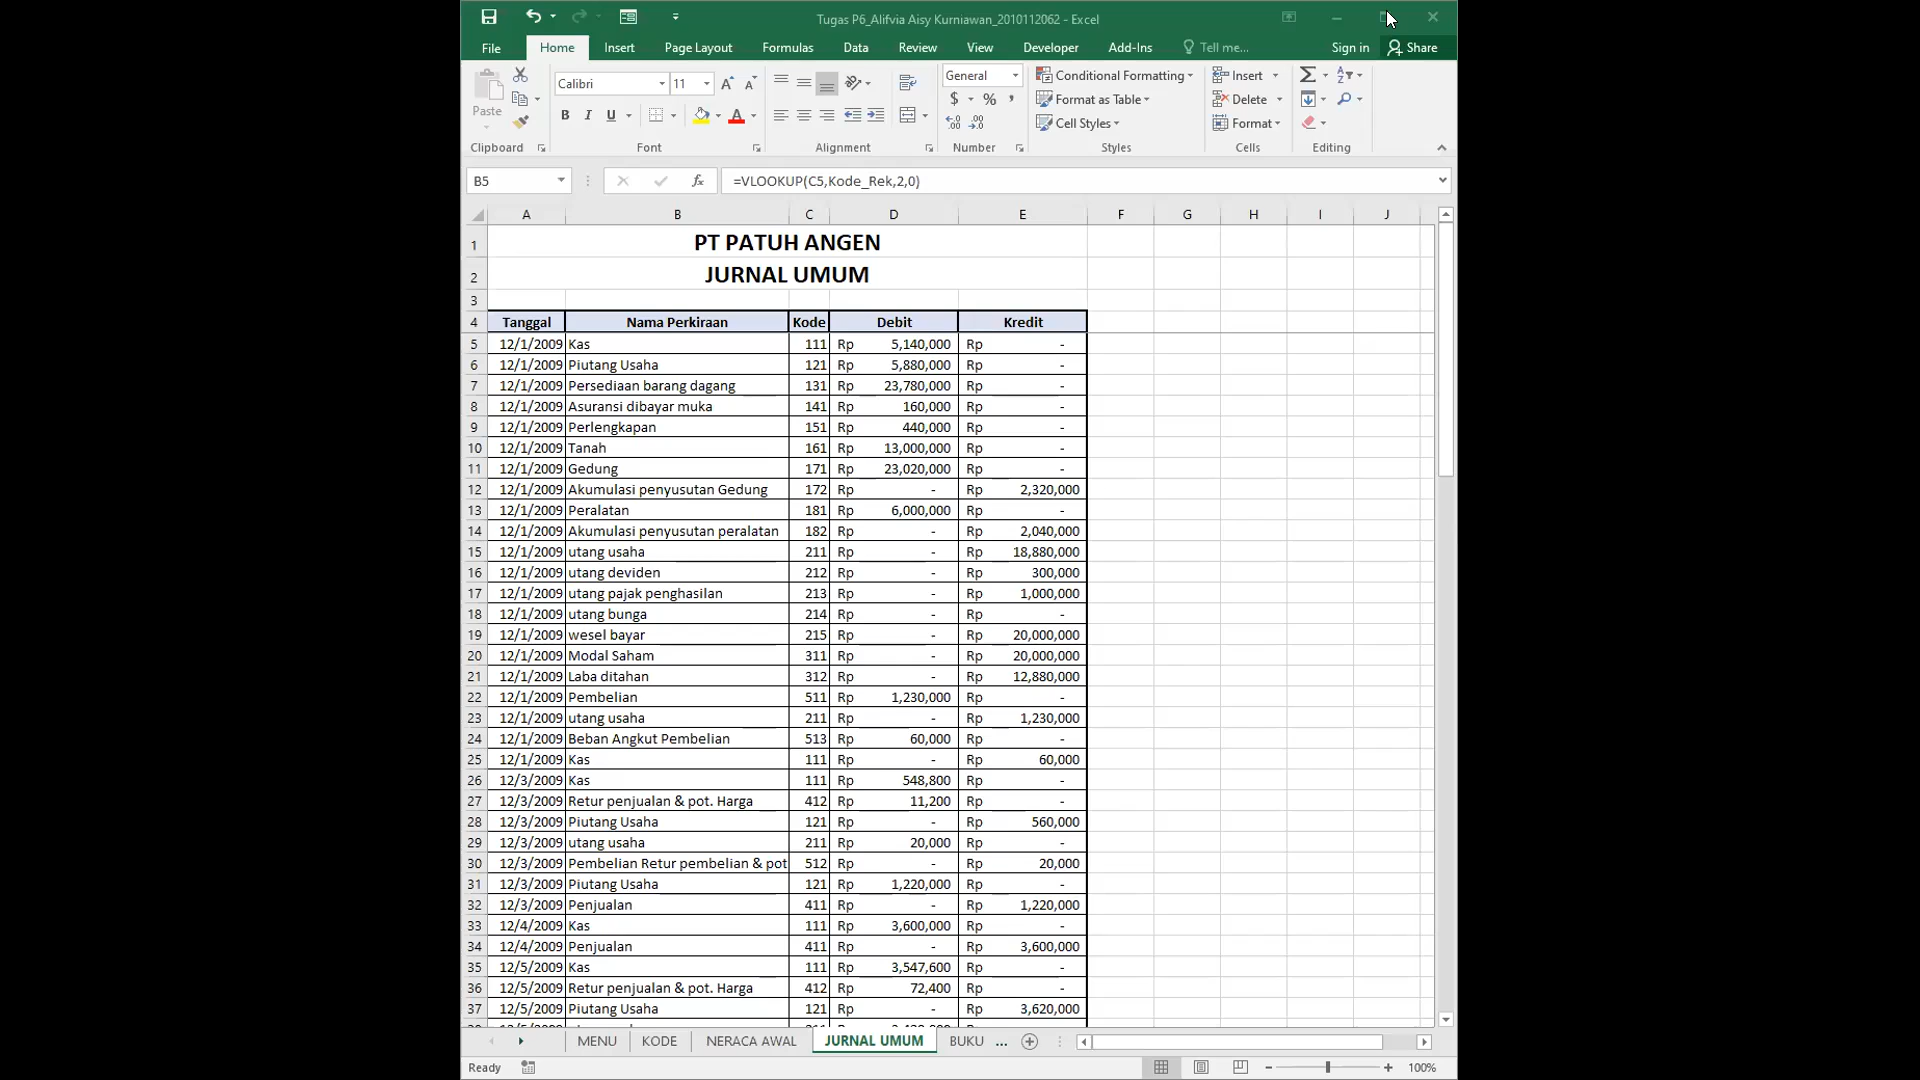 Tugas P6_Alifvia Aisy Kurniawan_2010112062 - Excel
File Home Insert Page Layout Formulas Data Review View Developer Add-Ins Tell me... Sign in Share
Calibri 11 General Conditional Formatting Insert
Paste $ % , Format as Table Delete
B I U A Cell Styles Format
Clipboard Font Alignment Number Styles Cells Editing
B5 fx =VLOOKUP(C5,Kode_Rek,2,0)
A B C D E F G H I J
1 PT PATUH ANGEN
2 JURNAL UMUM
3
4 Tanggal Nama Perkiraan Kode Debit Kredit
5 12/1/2009 Kas 111 Rp 5,140,000 Rp -
6 12/1/2009 Piutang Usaha 121 Rp 5,880,000 Rp -
7 12/1/2009 Persediaan barang dagang 131 Rp 23,780,000 Rp -
8 12/1/2009 Asuransi dibayar muka 141 Rp 160,000 Rp -
9 12/1/2009 Perlengkapan 151 Rp 440,000 Rp -
10 12/1/2009 Tanah 161 Rp 13,000,000 Rp -
11 12/1/2009 Gedung 171 Rp 23,020,000 Rp -
12 12/1/2009 Akumulasi penyusutan Gedung 172 Rp - Rp 2,320,000
13 12/1/2009 Peralatan 181 Rp 6,000,000 Rp -
14 12/1/2009 Akumulasi penyusutan peralatan 182 Rp - Rp 2,040,000
15 12/1/2009 utang usaha 211 Rp - Rp 18,880,000
16 12/1/2009 utang deviden 212 Rp - Rp 300,000
17 12/1/2009 utang pajak penghasilan 213 Rp - Rp 1,000,000
18 12/1/2009 utang bunga 214 Rp - Rp -
19 12/1/2009 wesel bayar 215 Rp - Rp 20,000,000
20 12/1/2009 Modal Saham 311 Rp - Rp 20,000,000
21 12/1/2009 Laba ditahan 312 Rp - Rp 12,880,000
22 12/1/2009 Pembelian 511 Rp 1,230,000 Rp -
23 12/1/2009 utang usaha 211 Rp - Rp 1,230,000
24 12/1/2009 Beban Angkut Pembelian 513 Rp 60,000 Rp -
25 12/1/2009 Kas 111 Rp - Rp 60,000
26 12/3/2009 Kas 111 Rp 548,800 Rp -
27 12/3/2009 Retur penjualan & pot. Harga 412 Rp 11,200 Rp -
28 12/3/2009 Piutang Usaha 121 Rp - Rp 560,000
29 12/3/2009 utang usaha 211 Rp 20,000 Rp -
30 12/3/2009 Pembelian Retur pembelian & pot 512 Rp - Rp 20,000
31 12/3/2009 Piutang Usaha 121 Rp 1,220,000 Rp -
32 12/3/2009 Penjualan 411 Rp - Rp 1,220,000
33 12/4/2009 Kas 111 Rp 3,600,000 Rp -
34 12/4/2009 Penjualan 411 Rp - Rp 3,600,000
35 12/5/2009 Kas 111 Rp 3,547,600 Rp -
36 12/5/2009 Retur penjualan & pot. Harga 412 Rp 72,400 Rp -
37 12/5/2009 Piutang Usaha 121 Rp - Rp 3,620,000
MENU KODE NERACA AWAL JURNAL UMUM BUKU ...
Ready 100%